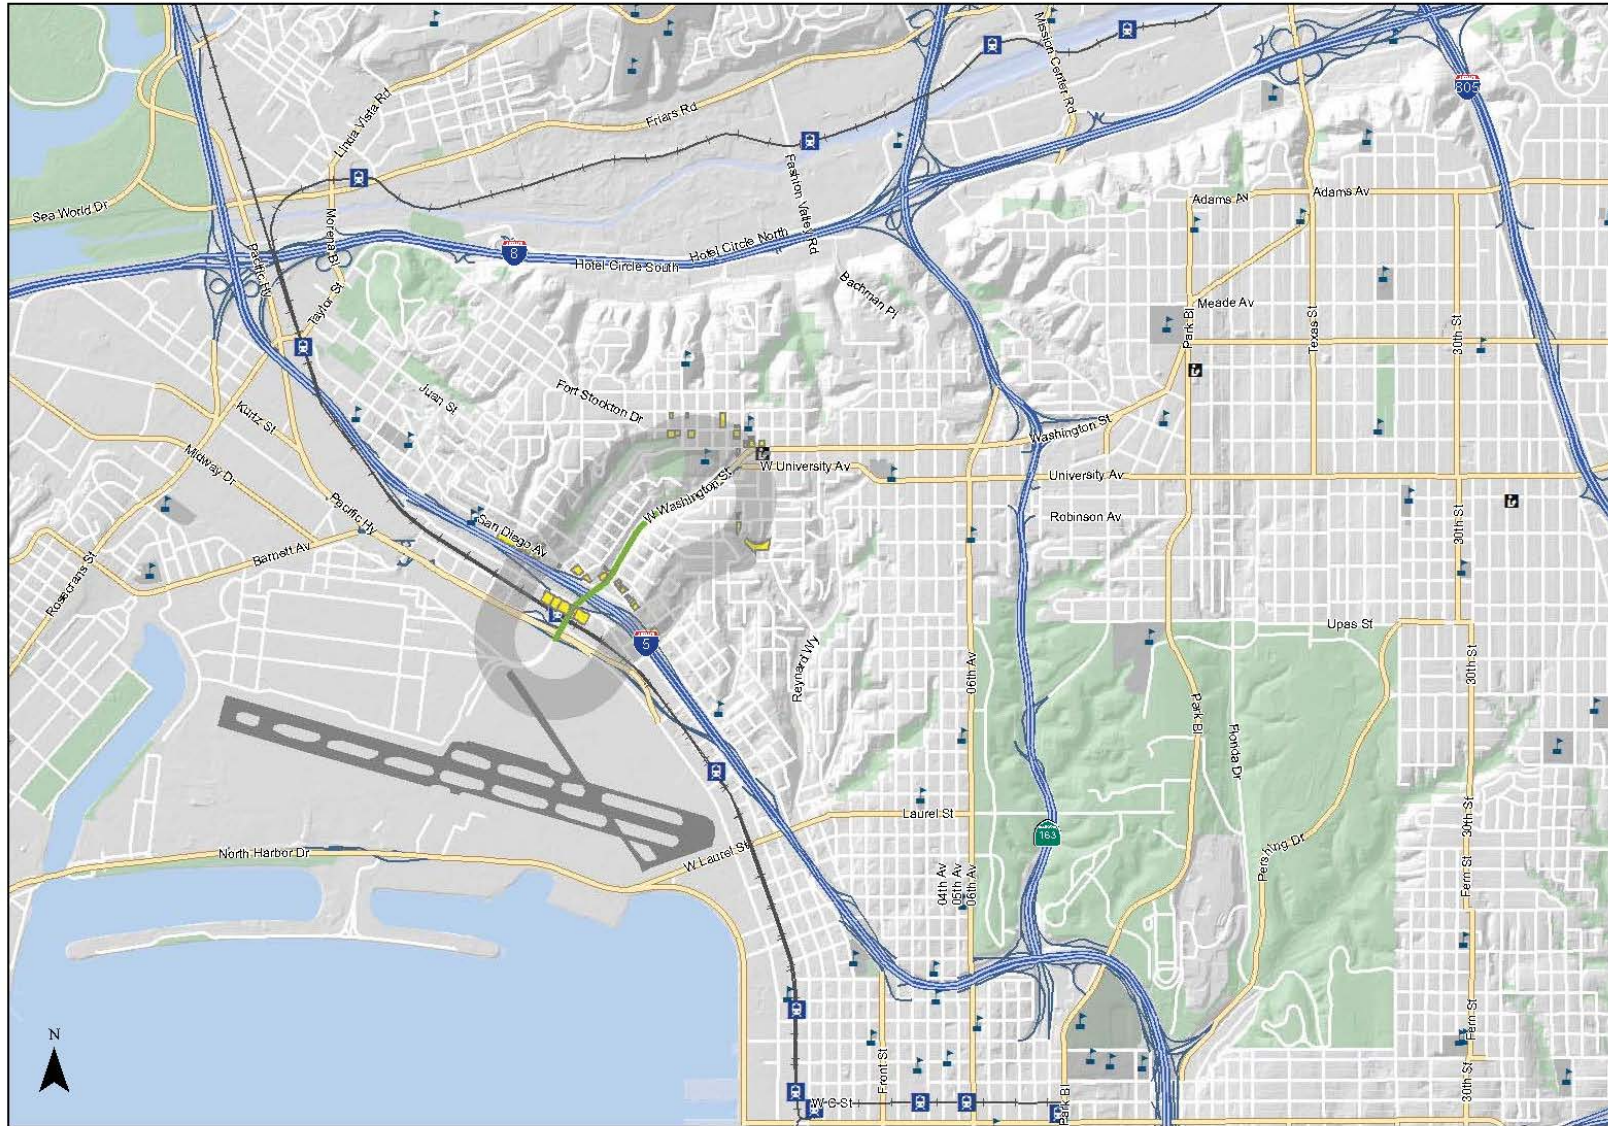 Mission Center Rd
805
Linda Vista Rd
Friars Rd
Fashion Valley Rd
Sea World Dr
Morena Bl
Adams Av
Adams Av
Pacific Hy
8
Hotel Circle North
Hotel Circle South
Taylor St
Bachman Pl
Meade Av
Park Bl
Texas St
30th St
Juan St
Fort Stockton Dr
Kurtz St
Midway Dr
Washington St
W University Av
University Av
W Washington St
Pacific Hy
San Diego Av
Robinson Av
30th St
Barnett Av
Rosecrans St
Upas St
5
Reynard Wy
06th Av
30th St
Park Bl
Florida Dr
Laurel St
30th St
163
North Harbor Dr
W Laurel St
Pershing Dr
04th Av
05th Av
06th Av
Fern St
N
Fern St
Front St
30th St
Park Bl
W C St